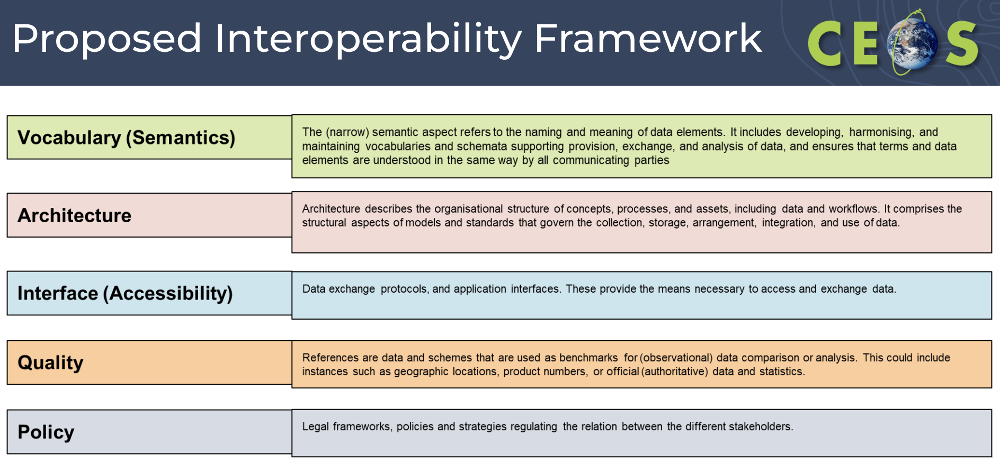 Proposed Interoperability Framework
CEOS
Vocabulary (Semantics)
The (narrow) semantic aspect refers to the naming and meaning of data elements. It includes developing, harmonising, and
maintaining vocabularies and schemata supporting provision, exchange, and analysis of data, and ensures that terms and data
elements are understood in the same way by all communicating parties
Architecture
Architecture describes the organisational structure of concepts, processes, and assets, including data and workflows. It comprises the
structural aspects of models and standards that govern the collection, storage, arrangement, integration, and use of data.
Interface (Accessibility)
Data exchange protocols, and application interfaces. These provide the means necessary to access and exchange data.
Quality
References are data and schemes that are used as benchmarks for (observational) data comparison or analysis. This could include
instances such as geographic locations, product numbers, or official (authoritative) data and statistics.
Policy
Legal frameworks, policies and strategies regulating the relation between the different stakeholders.